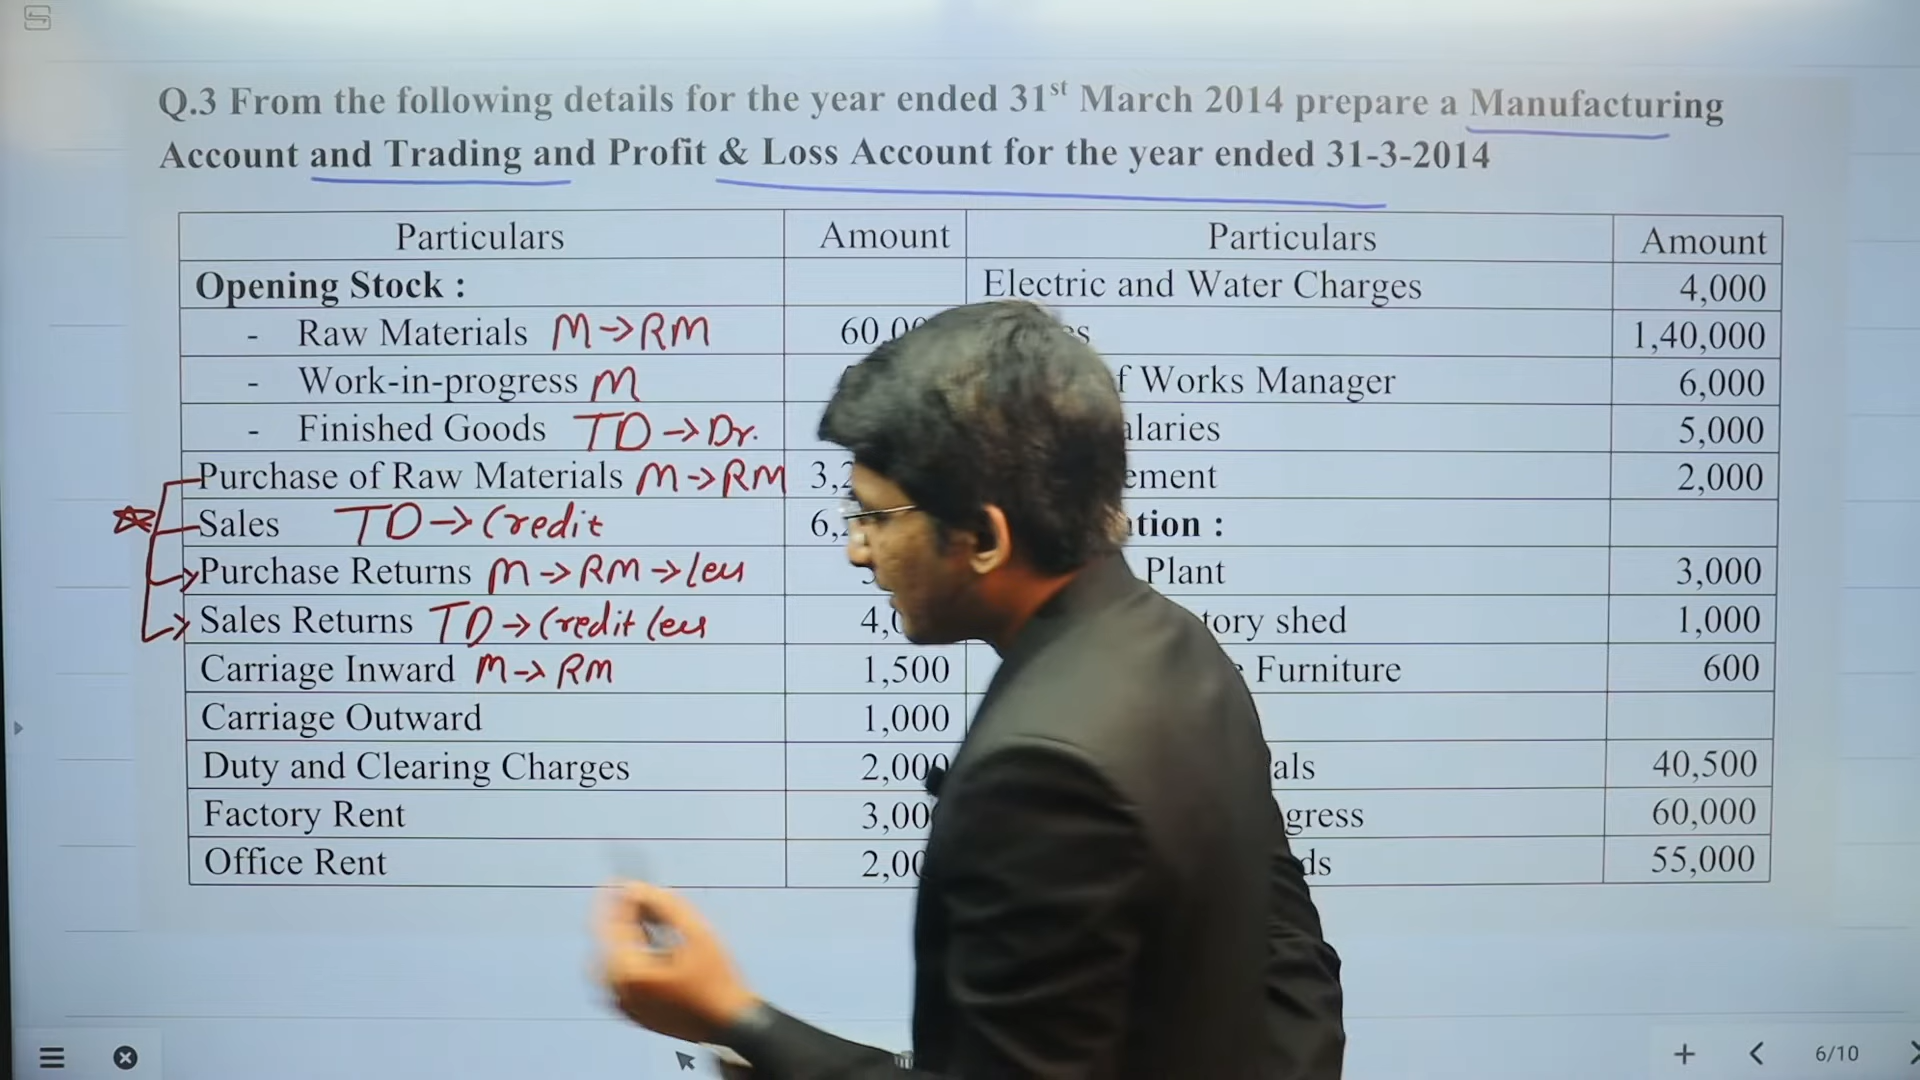 Q.3 From the following details for the year ended 31st March 2014 prepare a Manufacturing
Account and Trading and Profit & Loss Account for the year ended 31-3-2014
Particulars Amount Particulars Amount
Opening Stock : Electric and Water Charges 4,000
- Raw Materials M→RM 1,40,000
- Work-in-progress M Works Manager 6,000
- Finished Goods TD→Dr. 5,000
Purchase of Raw Materials M→RM 2,000
Sales TD→Credit
Purchase Returns M→RM→less Plant 3,000
Sales Returns TD→Credit less shed 1,000
Carriage Inward M→RM 1,500 Furniture 600
Carriage Outward 1,000
Duty and Clearing Charges 2,000 40,500
Factory Rent 60,000
Office Rent 55,000
6/10